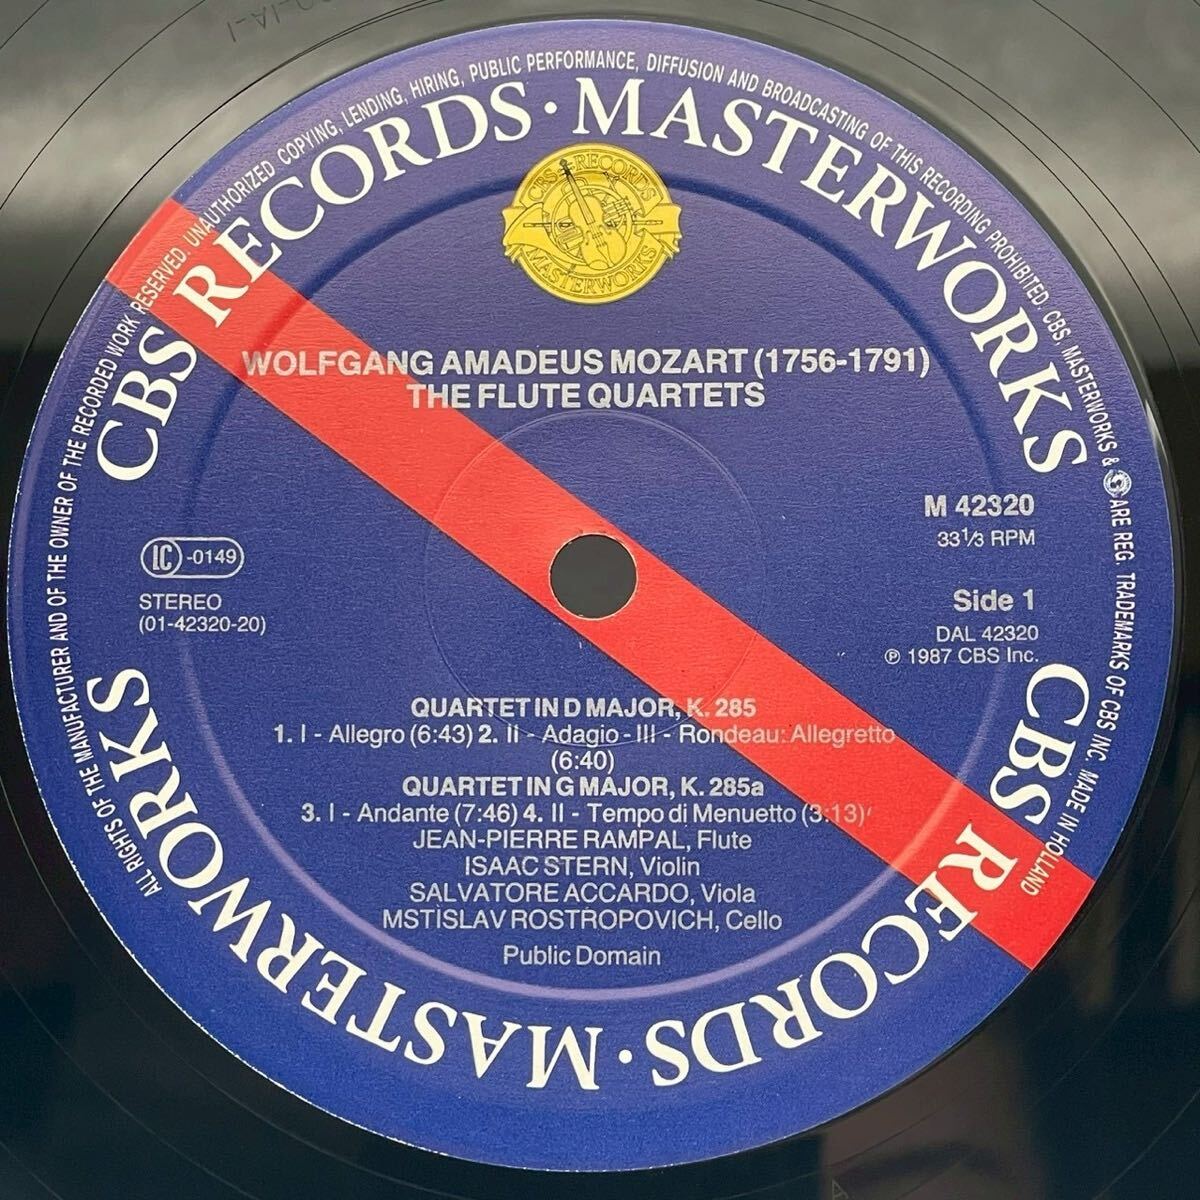 ALL RIGHTS OF THE MANUFACTURER AND OF THE OWNER OF THE RECORDED WORK RESERVED. UNAUTHORIZED COPYING, LENDING, HIRING, PUBLIC PERFORMANCE, DIFFUSION AND BROADCASTING OF THIS RECORDING PROHIBITED. CBS, MASTERWORKS & ARE REG. TRADEMARKS OF CBS INC. MADE IN HOLLAND
CBS RECORDS · MASTERWORKS
CBS RECORDS · MASTERWORKS
CBS RECORDS
MASTERWORKS
WOLFGANG AMADEUS MOZART (1756-1791)
THE FLUTE QUARTETS
M 42320
33 1/3 RPM
LC -0149
STEREO
(01-42320-20)
Side 1
DAL 42320
℗ 1987 CBS Inc.
QUARTET IN D MAJOR, K. 285
1. I - Allegro (6:43) 2. II - Adagio - III - Rondeau: Allegretto
(6:40)
QUARTET IN G MAJOR, K. 285a
3. I - Andante (7:46) 4. II - Tempo di Menuetto (3:13)
JEAN-PIERRE RAMPAL, Flute
ISAAC STERN, Violin
SALVATORE ACCARDO, Viola
MSTISLAV ROSTROPOVICH, Cello
Public Domain